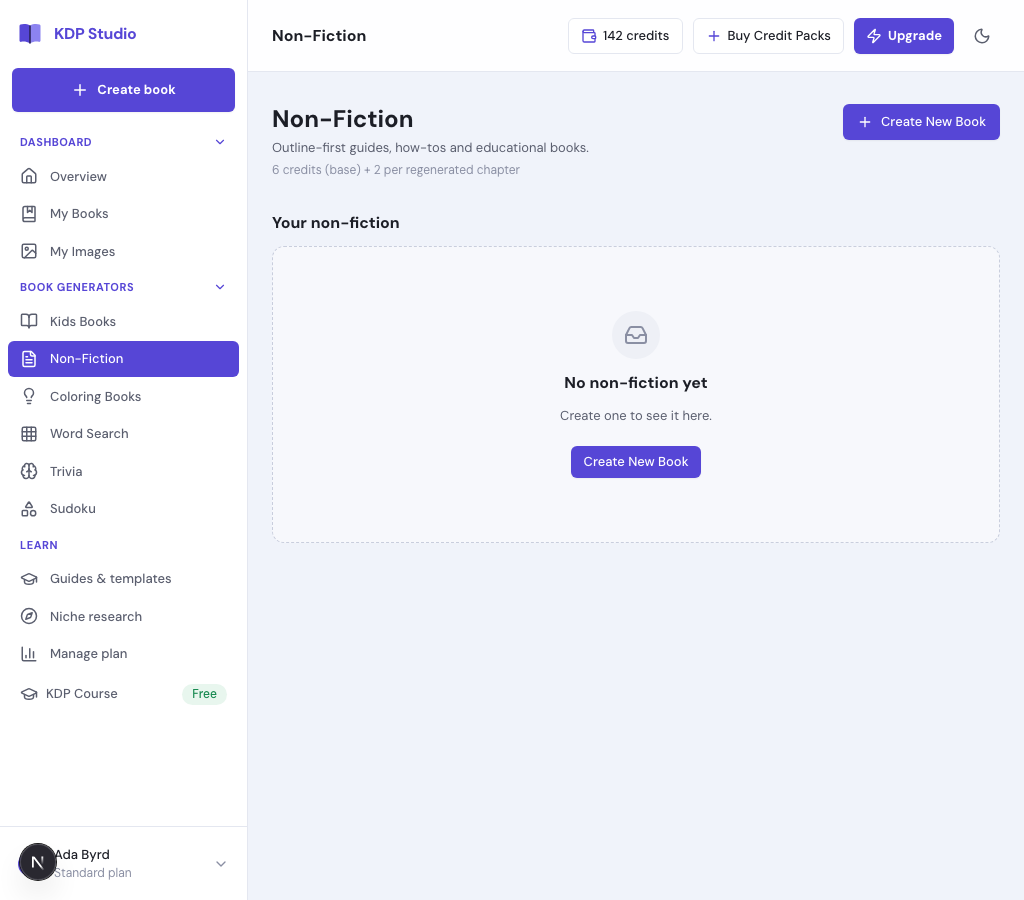 KDP Studio
Create book
DASHBOARD
Overview
My Books
My Images
BOOK GENERATORS
Kids Books
Non-Fiction
Coloring Books
Word Search
Trivia
Sudoku
LEARN
Guides & templates
Niche research
Manage plan
KDP Course Free
N Ada Byrd
Standard plan
Non-Fiction
142 credits
Buy Credit Packs
Upgrade
Non-Fiction
Create New Book
Outline-first guides, how-tos and educational books.
6 credits (base) + 2 per regenerated chapter
Your non-fiction
No non-fiction yet
Create one to see it here.
Create New Book